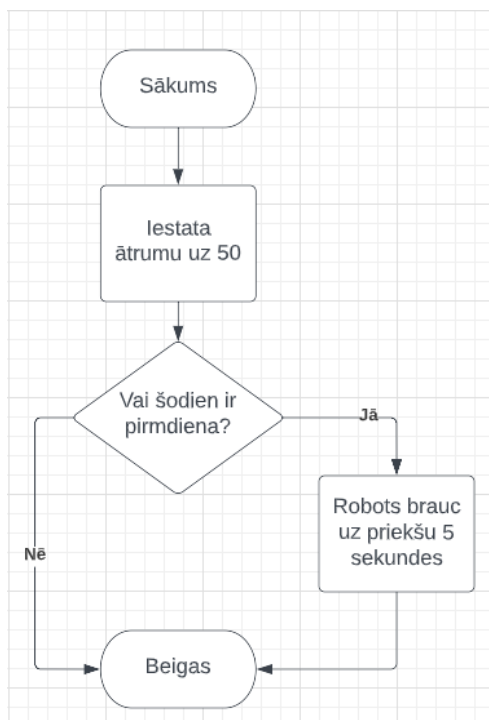 Sākums
Iestata
ātrumu uz 50
Vai šodien ir
pirmdiena?
Jā
Robots brauc
uz priekšu 5
sekundes
Nē
Beigas